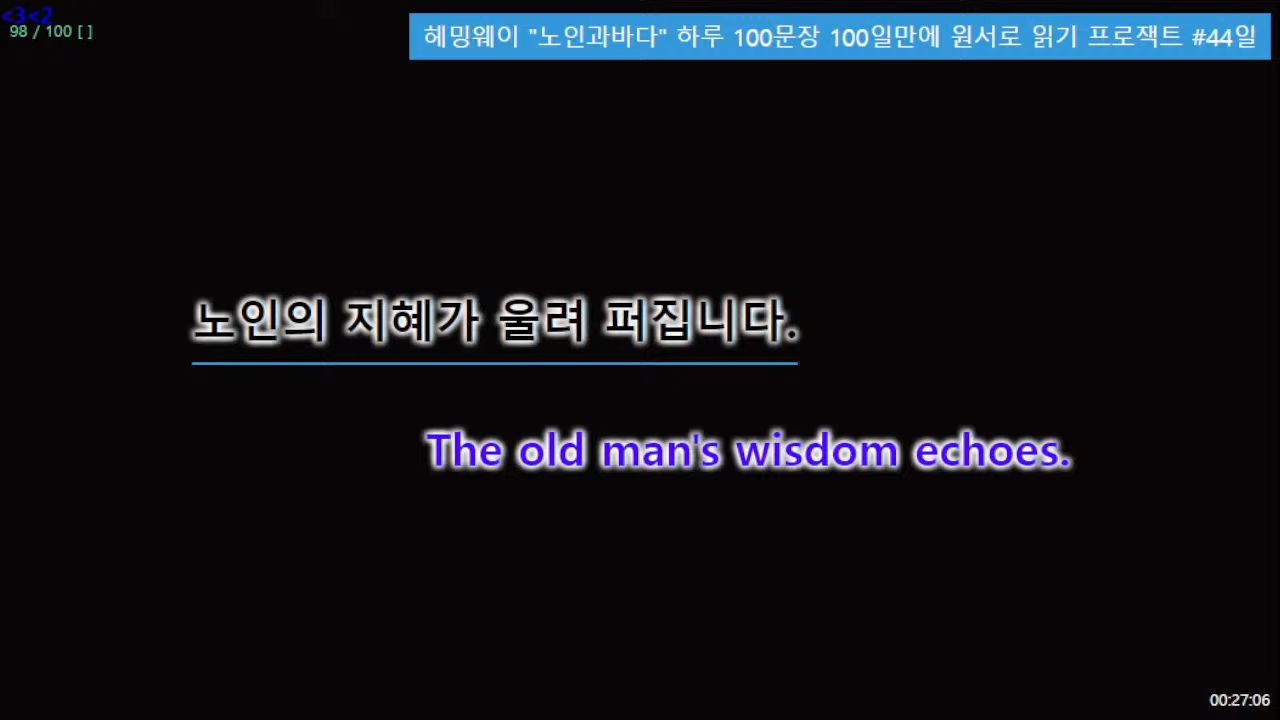 <3<2
98 / 100 [ ]
헤밍웨이 "노인과바다" 하루 100문장 100일만에 원서로 읽기 프로잭트 #44일
노인의 지혜가 울려 퍼집니다.
The old man's wisdom echoes.
00:27:06